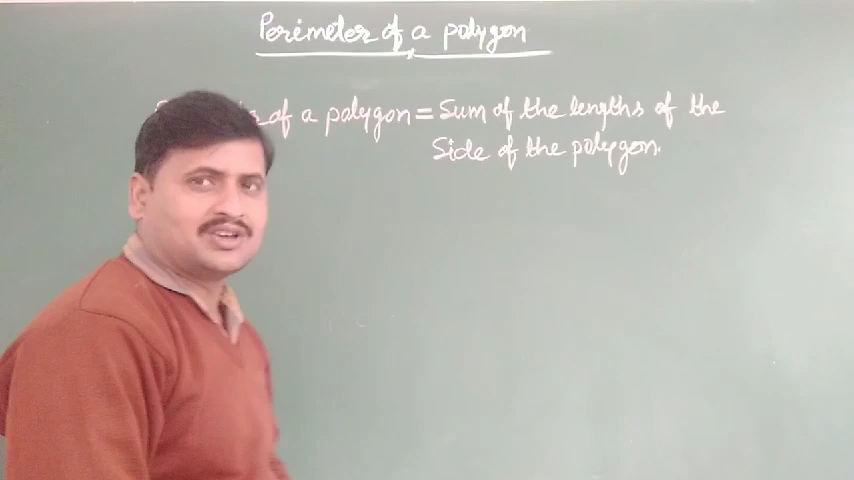 Perimeter of a polygon
of a polygon = Sum of the lengths of the
Side of the polygon.